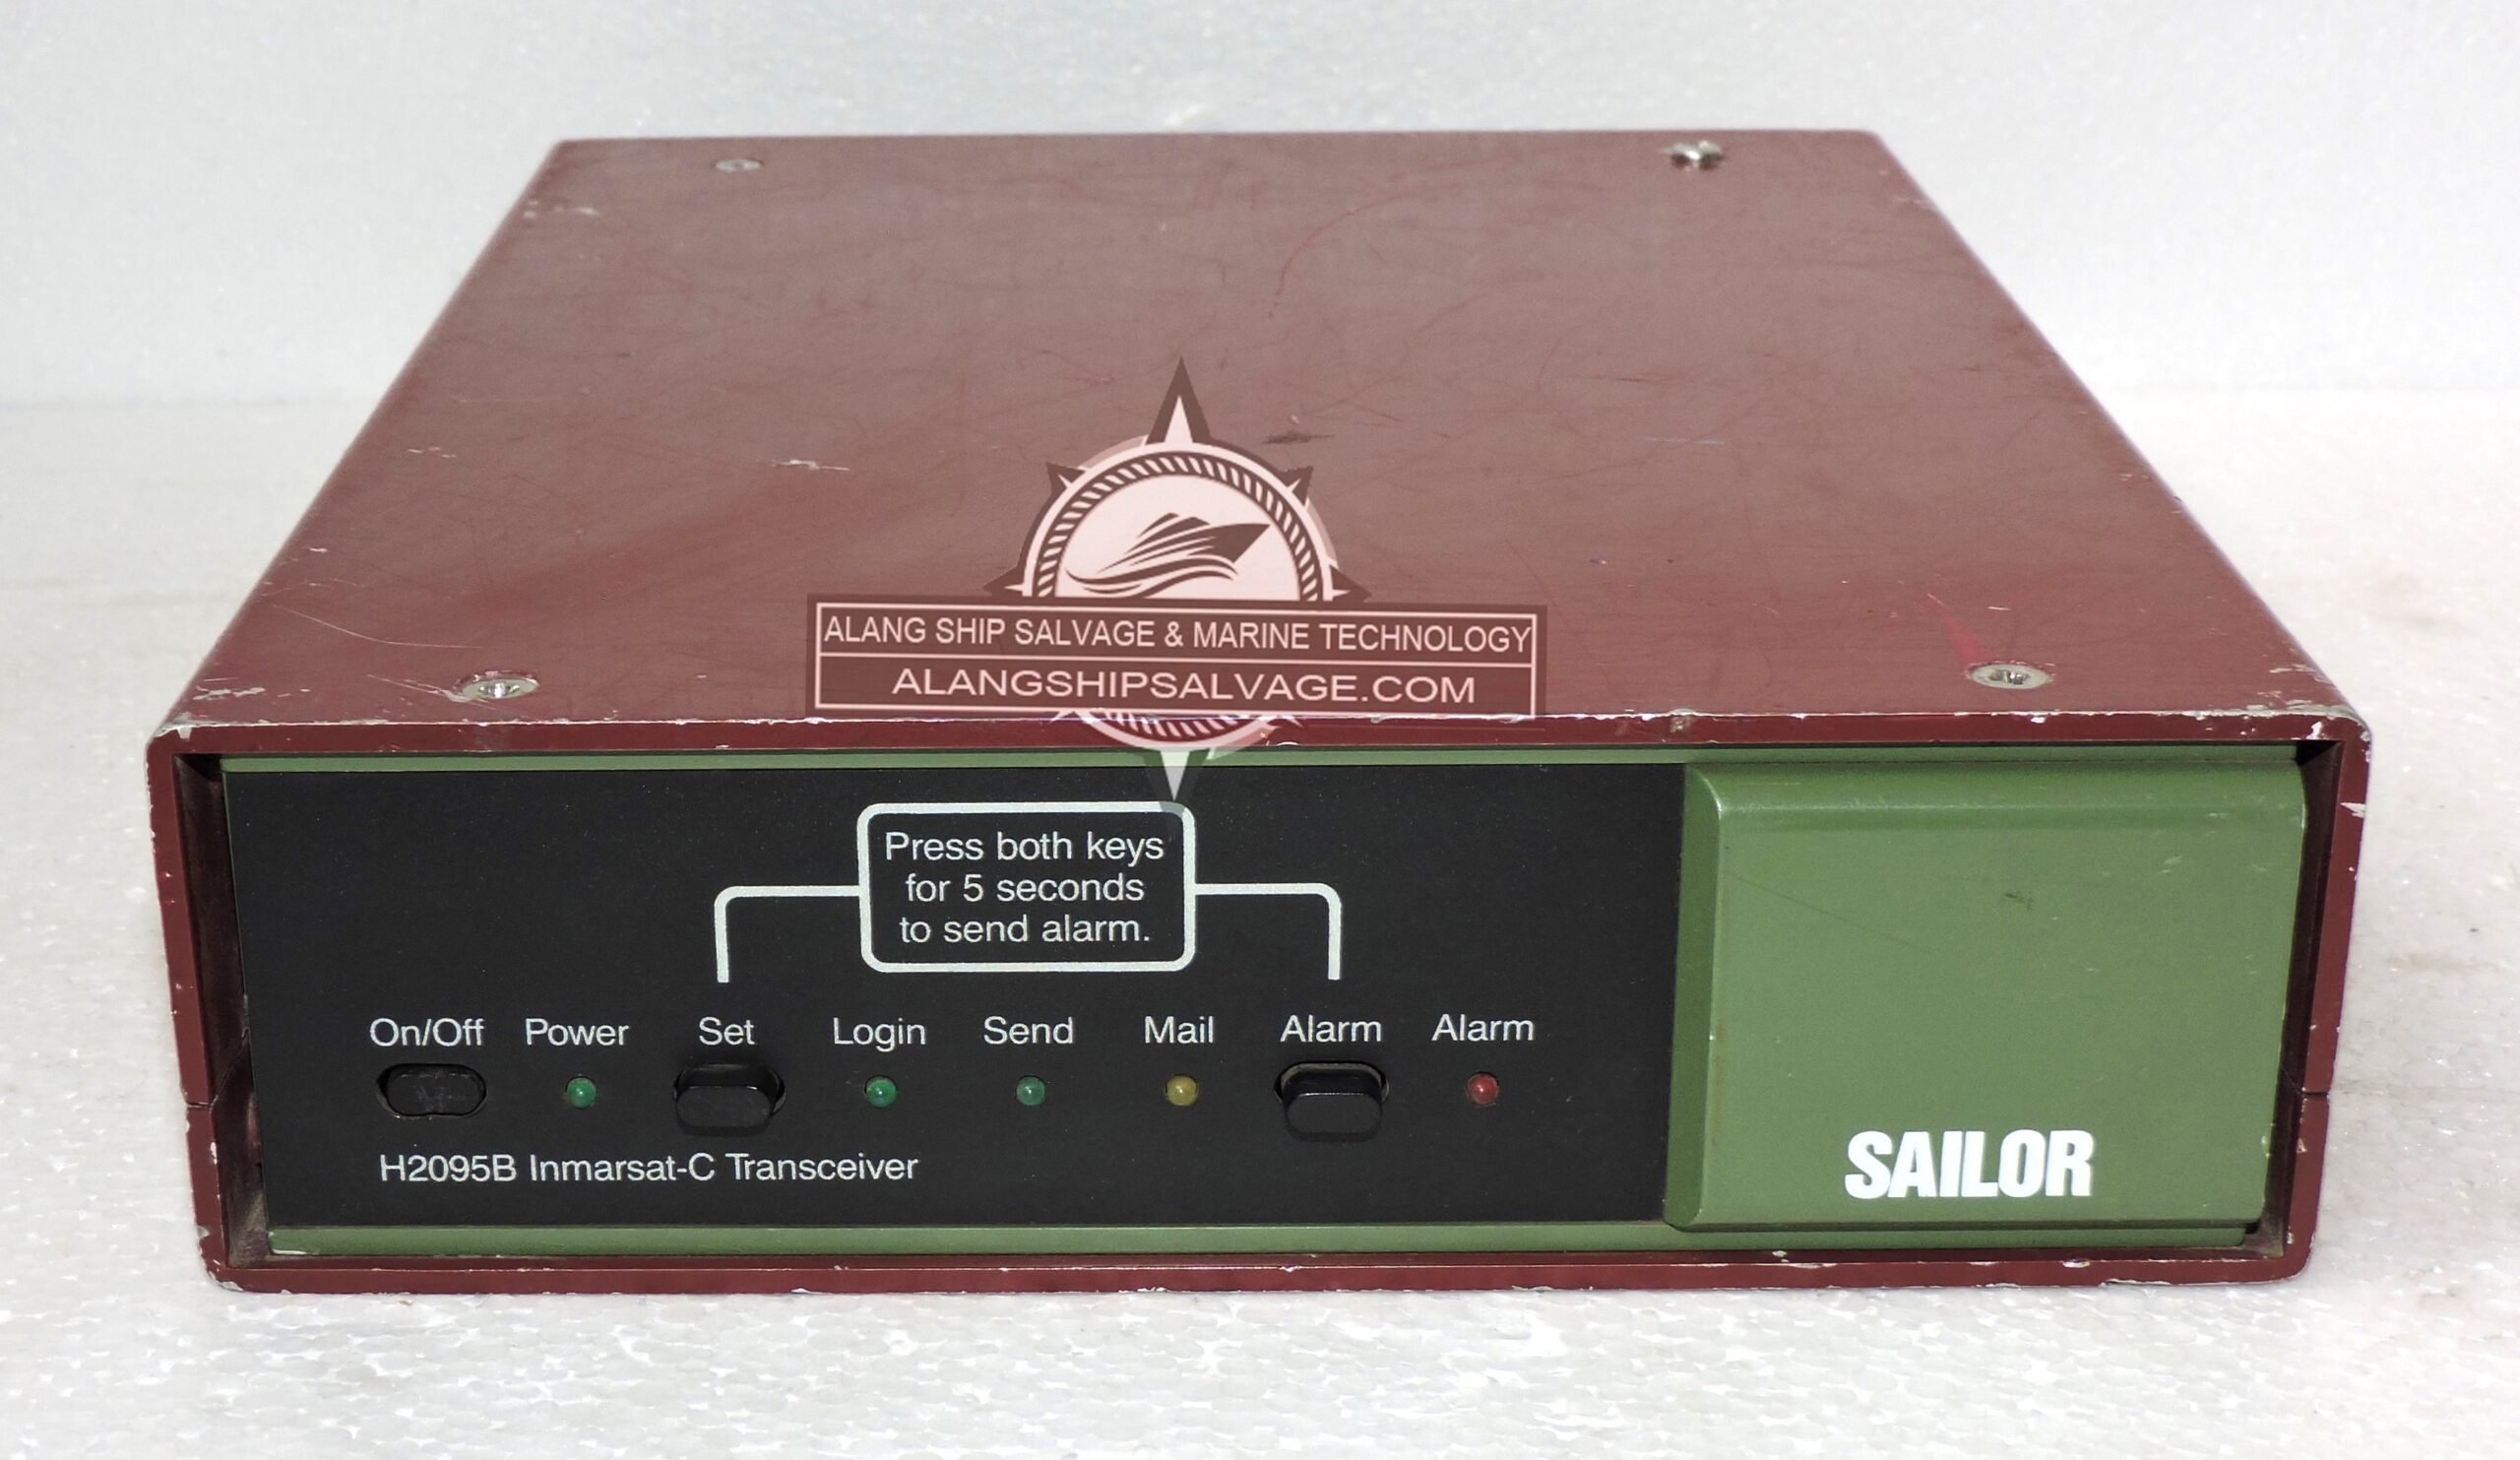 ALANG SHIP SALVAGE & MARINE TECHNOLOGY
ALANGSHIPSALVAGE.COM
Press both keys
for 5 seconds
to send alarm.
On/Off Power Set Login Send Mail Alarm Alarm
H2095B Inmarsat-C Transceiver
SAILOR